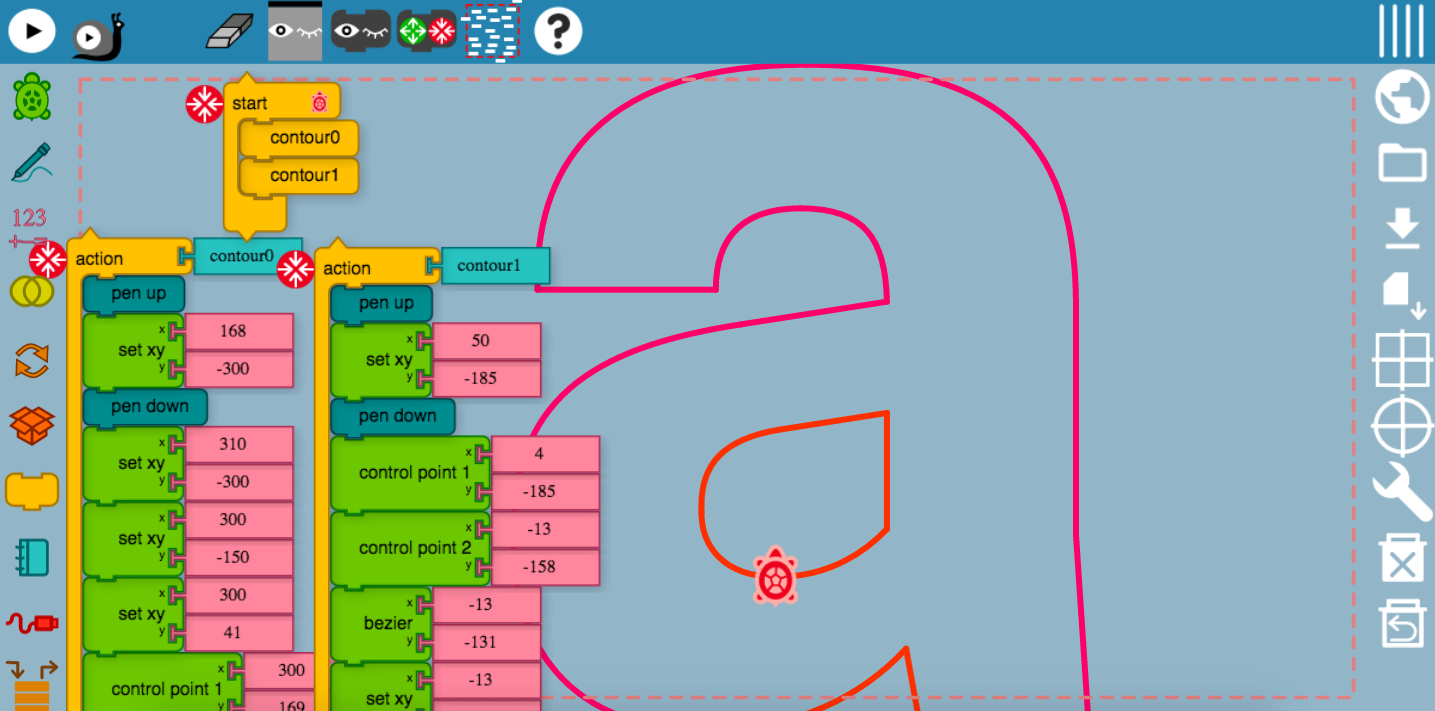 ?
start
contour0
contour1
123
action
contour0
pen up
x
168
set xy
y
-300
pen down
x
310
set xy
y
-300
x
300
set xy
y
-150
x
300
set xy
y
41
x
300
control point 1
y
169
action
contour1
pen up
x
50
set xy
y
-185
pen down
x
4
control point 1
y
-185
x
-13
control point 2
y
-158
x
-13
bezier
y
-131
x
-13
set xy
a